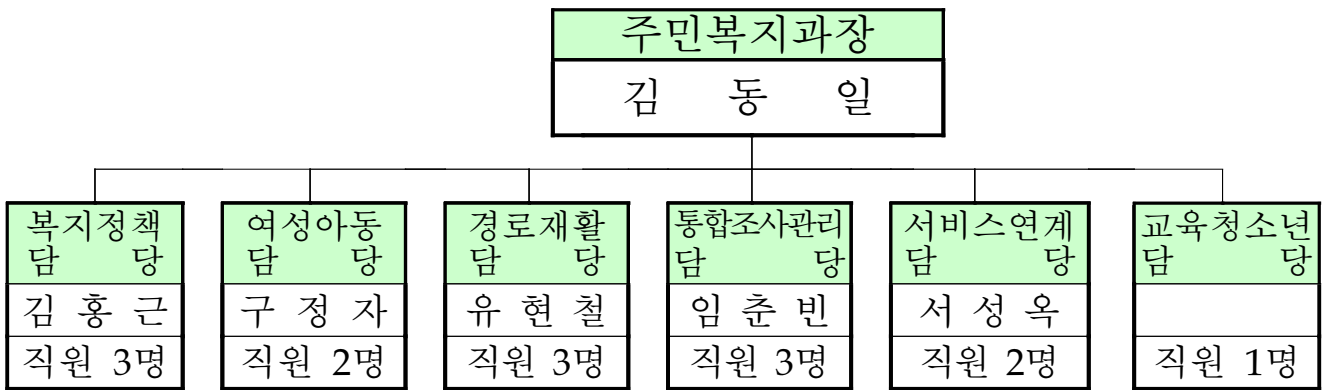 주민복지과장
김 동 일
복지정책
담 당
김 홍 근
직원 3명
여성아동
담 당
구 정 자
직원 2명
경로재활
담 당
유 현 철
직원 3명
통합조사관리
담 당
임 춘 빈
직원 3명
서비스연계
담 당
서 성 옥
직원 2명
교육청소년
담 당
직원 1명